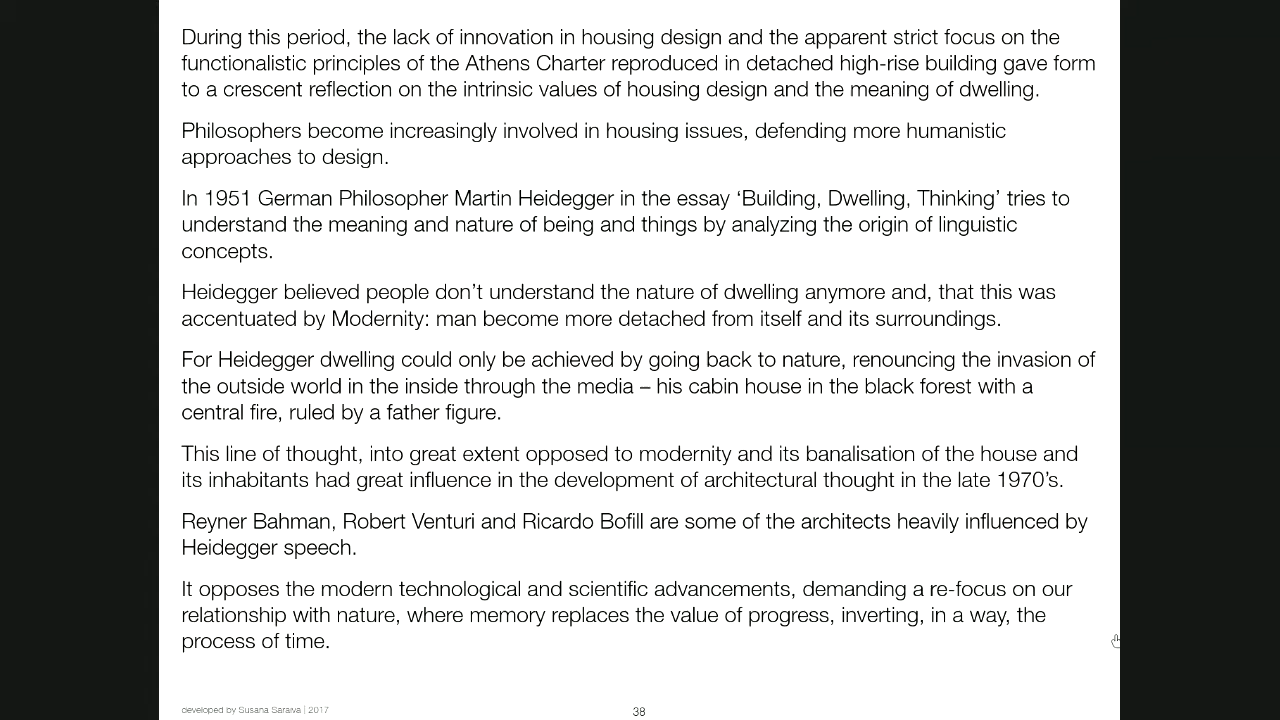 During this period, the lack of innovation in housing design and the apparent strict focus on the
functionalistic principles of the Athens Charter reproduced in detached high-rise building gave form
to a crescent reflection on the intrinsic values of housing design and the meaning of dwelling.
Philosophers become increasingly involved in housing issues, defending more humanistic
approaches to design.
In 1951 German Philosopher Martin Heidegger in the essay ‘Building, Dwelling, Thinking’ tries to
understand the meaning and nature of being and things by analyzing the origin of linguistic
concepts.
Heidegger believed people don’t understand the nature of dwelling anymore and, that this was
accentuated by Modernity: man become more detached from itself and its surroundings.
For Heidegger dwelling could only be achieved by going back to nature, renouncing the invasion of
the outside world in the inside through the media – his cabin house in the black forest with a
central fire, ruled by a father figure.
This line of thought, into great extent opposed to modernity and its banalisation of the house and
its inhabitants had great influence in the development of architectural thought in the late 1970’s.
Reyner Bahman, Robert Venturi and Ricardo Bofill are some of the architects heavily influenced by
Heidegger speech.
It opposes the modern technological and scientific advancements, demanding a re-focus on our
relationship with nature, where memory replaces the value of progress, inverting, in a way, the
process of time.
developed by Susana Saraiva | 2017
38